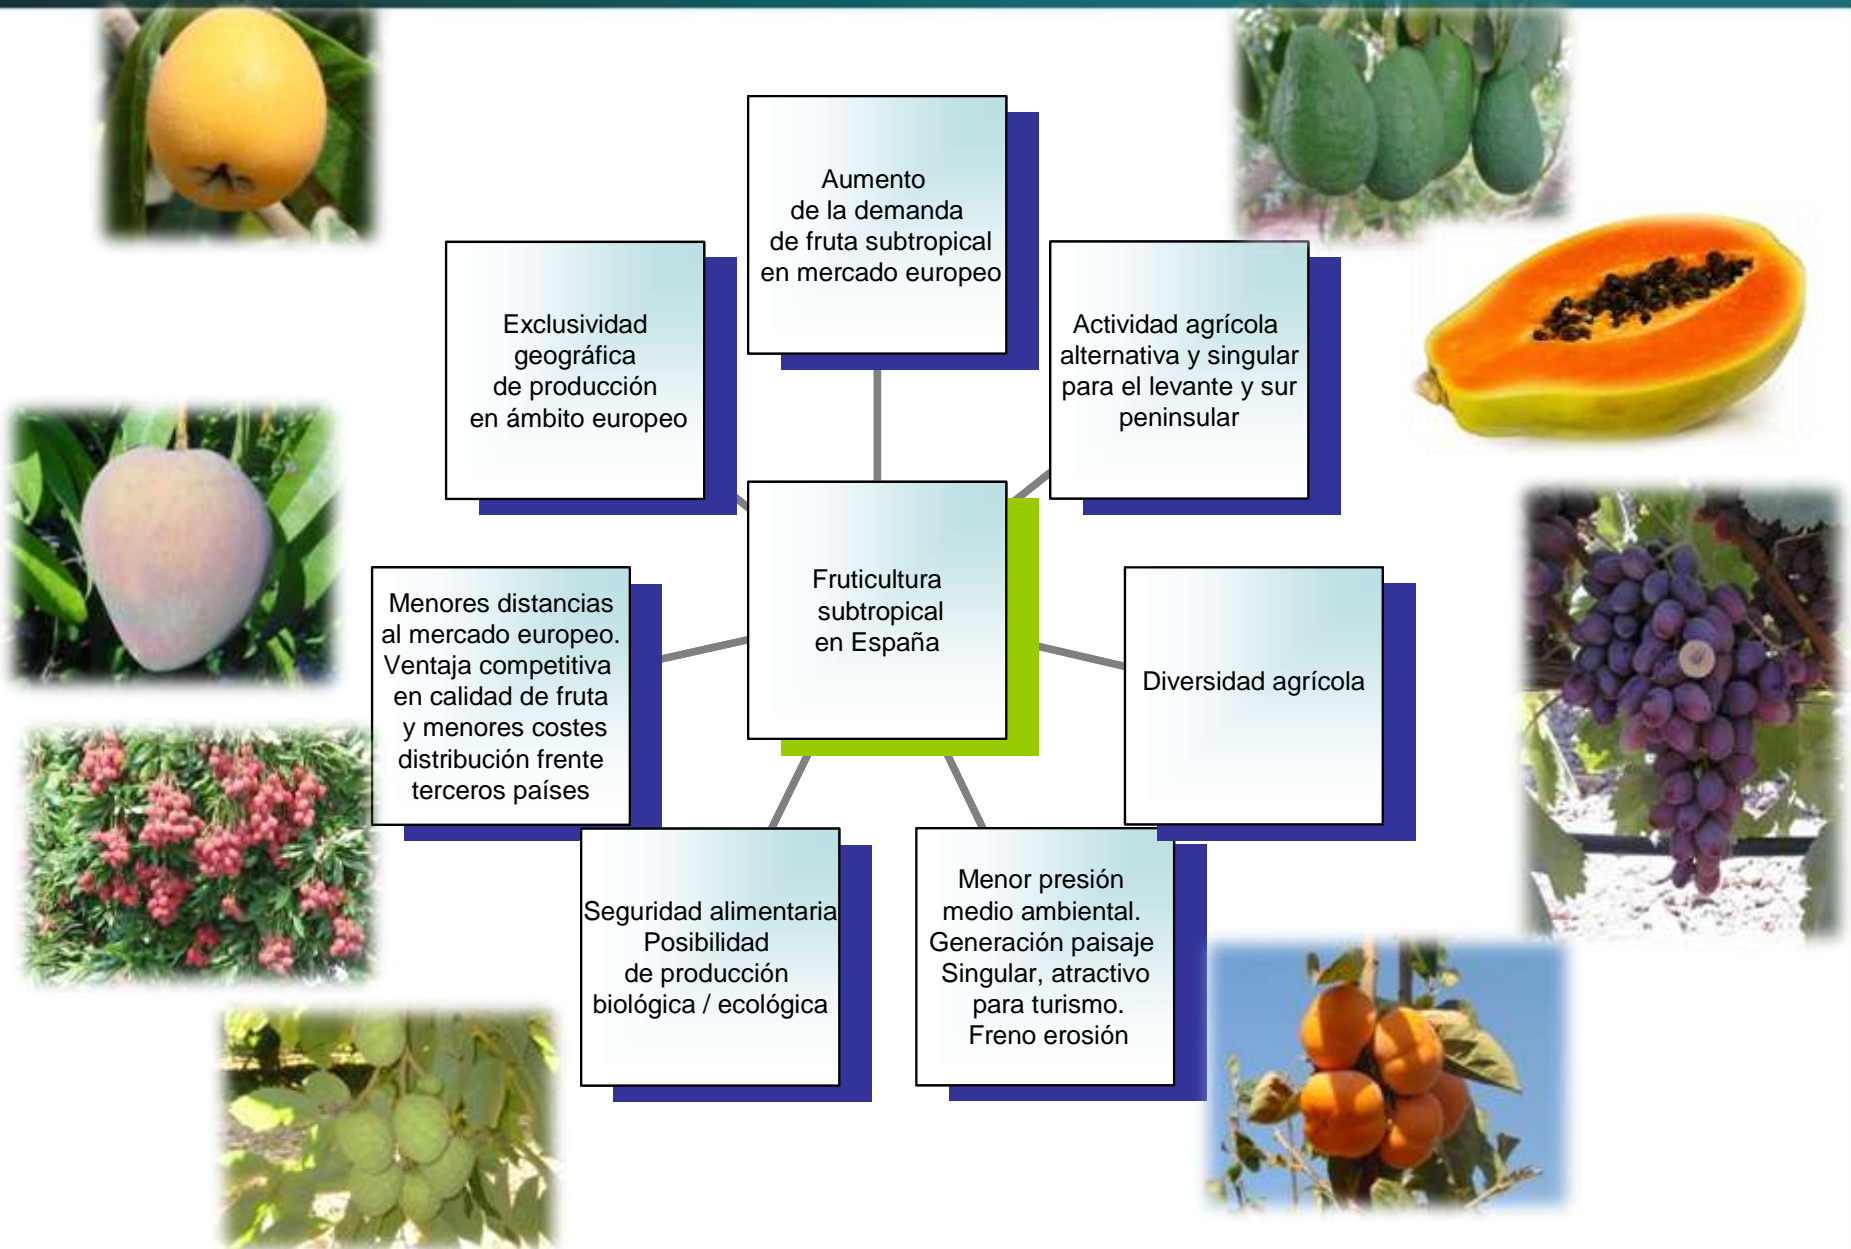 Aumento
de la demanda
de fruta subtropical
en mercado europeo
Exclusividad
geográfica
de producción
en ámbito europeo
Actividad agrícola
alternativa y singular
para el levante y sur
peninsular
Fruticultura
subtropical
en España
Menores distancias
al mercado europeo.
Ventaja competitiva
en calidad de fruta
y menores costes
distribución frente
terceros países
Diversidad agrícola
Seguridad alimentaria
Posibilidad
de producción
biológica / ecológica
Menor presión
medio ambiental.
Generación paisaje
Singular, atractivo
para turismo.
Freno erosión